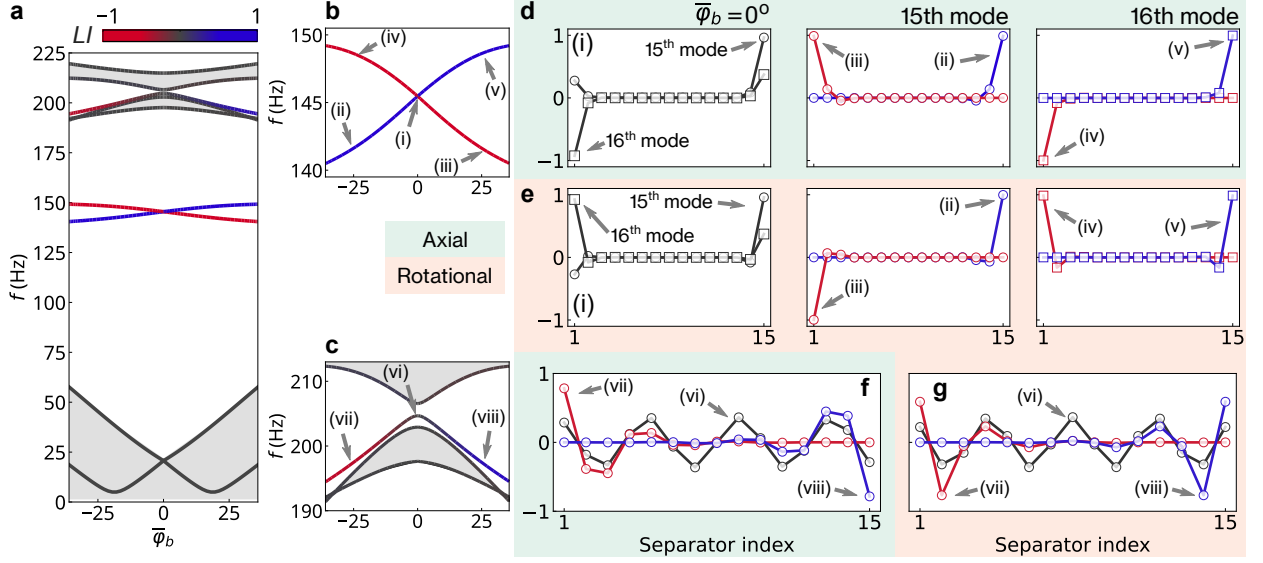 a
LI
−1
1
225
200
175
150
125
100
75
50
25
0
f (Hz)
−25
0
25
φ̅_b
b
150
145
140
f (Hz)
(iv)
(ii)
(i)
(v)
(iii)
−25
0
25
Axial
Rotational
c
210
200
190
f (Hz)
(vi)
(vii)
(viii)
−25
0
25
d
φ̅_b = 0°
15th mode
16th mode
1
0
−1
(i)
15th mode
16th mode
(iii)
(ii)
(v)
(iv)
e
1
0
−1
15th mode
16th mode
(i)
(ii)
(iii)
(iv)
(v)
1
15
1
15
1
15
f
1
0
−1
(vii)
(vi)
(viii)
1
15
Separator index
g
(vi)
(vii)
(viii)
1
15
Separator index